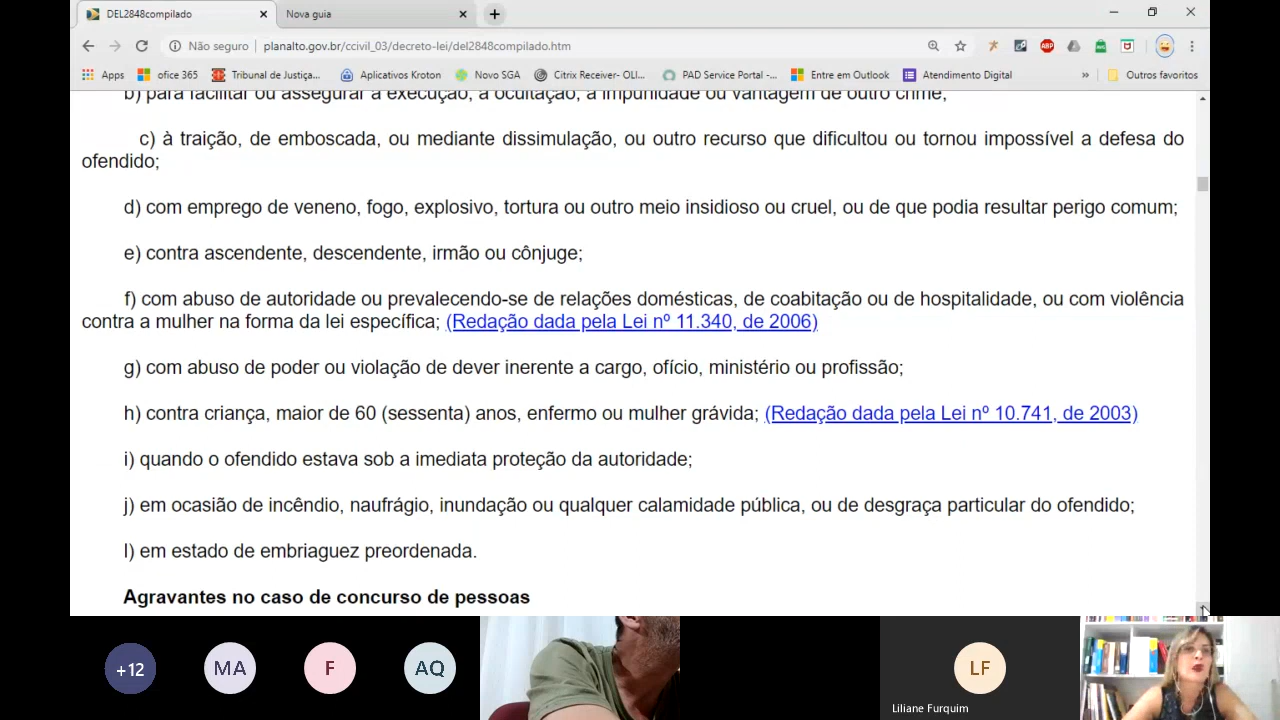 DEL2848compilado
Nova guia
Não seguro | planalto.gov.br/ccivil_03/decreto-lei/del2848compilado.htm
ABP
Apps office 365 Tribunal de Justiça... Aplicativos Kroton Novo SGA Citrix Receiver- OLI... PAD Service Portal -... Entre em Outlook Atendimento Digital » Outros favoritos
b) para facilitar ou assegurar a execução, a ocultação, a impunidade ou vantagem de outro crime;
c) à traição, de emboscada, ou mediante dissimulação, ou outro recurso que dificultou ou tornou impossível a defesa do
ofendido;
d) com emprego de veneno, fogo, explosivo, tortura ou outro meio insidioso ou cruel, ou de que podia resultar perigo comum;
e) contra ascendente, descendente, irmão ou cônjuge;
f) com abuso de autoridade ou prevalecendo-se de relações domésticas, de coabitação ou de hospitalidade, ou com violência
contra a mulher na forma da lei específica; (Redação dada pela Lei nº 11.340, de 2006)
g) com abuso de poder ou violação de dever inerente a cargo, ofício, ministério ou profissão;
h) contra criança, maior de 60 (sessenta) anos, enfermo ou mulher grávida; (Redação dada pela Lei nº 10.741, de 2003)
i) quando o ofendido estava sob a imediata proteção da autoridade;
j) em ocasião de incêndio, naufrágio, inundação ou qualquer calamidade pública, ou de desgraça particular do ofendido;
l) em estado de embriaguez preordenada.
Agravantes no caso de concurso de pessoas
+12 MA F AQ LF
Liliane Furquim